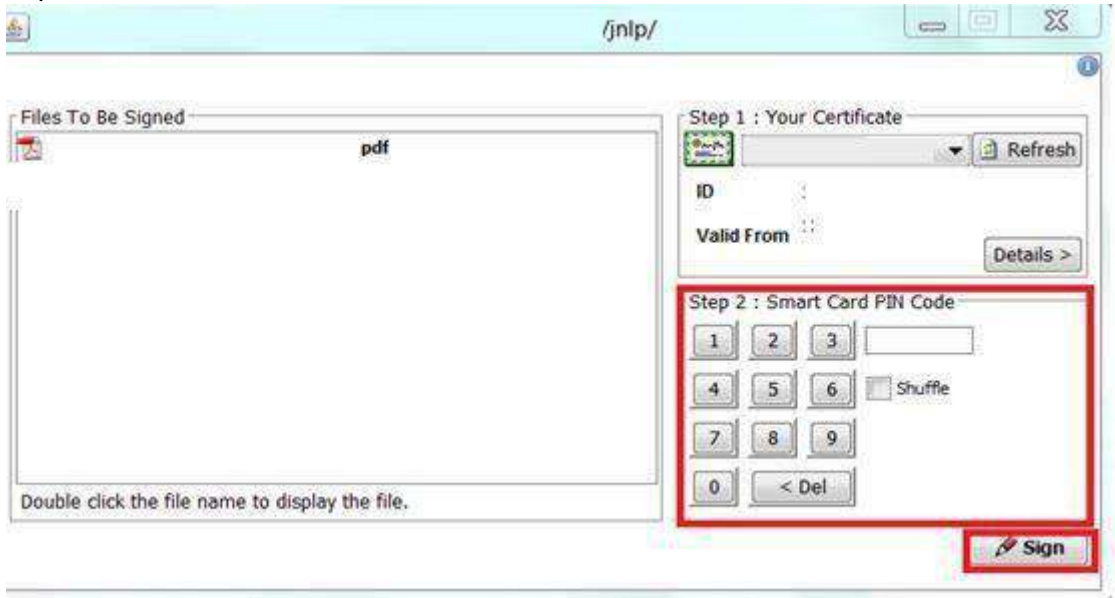 /jnlp/
Files To Be Signed
pdf
Double click the file name to display the file.
Step 1 : Your Certificate
Refresh
ID :
Valid From : :
Details >
Step 2 : Smart Card PIN Code
1 2 3
4 5 6 Shuffle
7 8 9
0 < Del
Sign